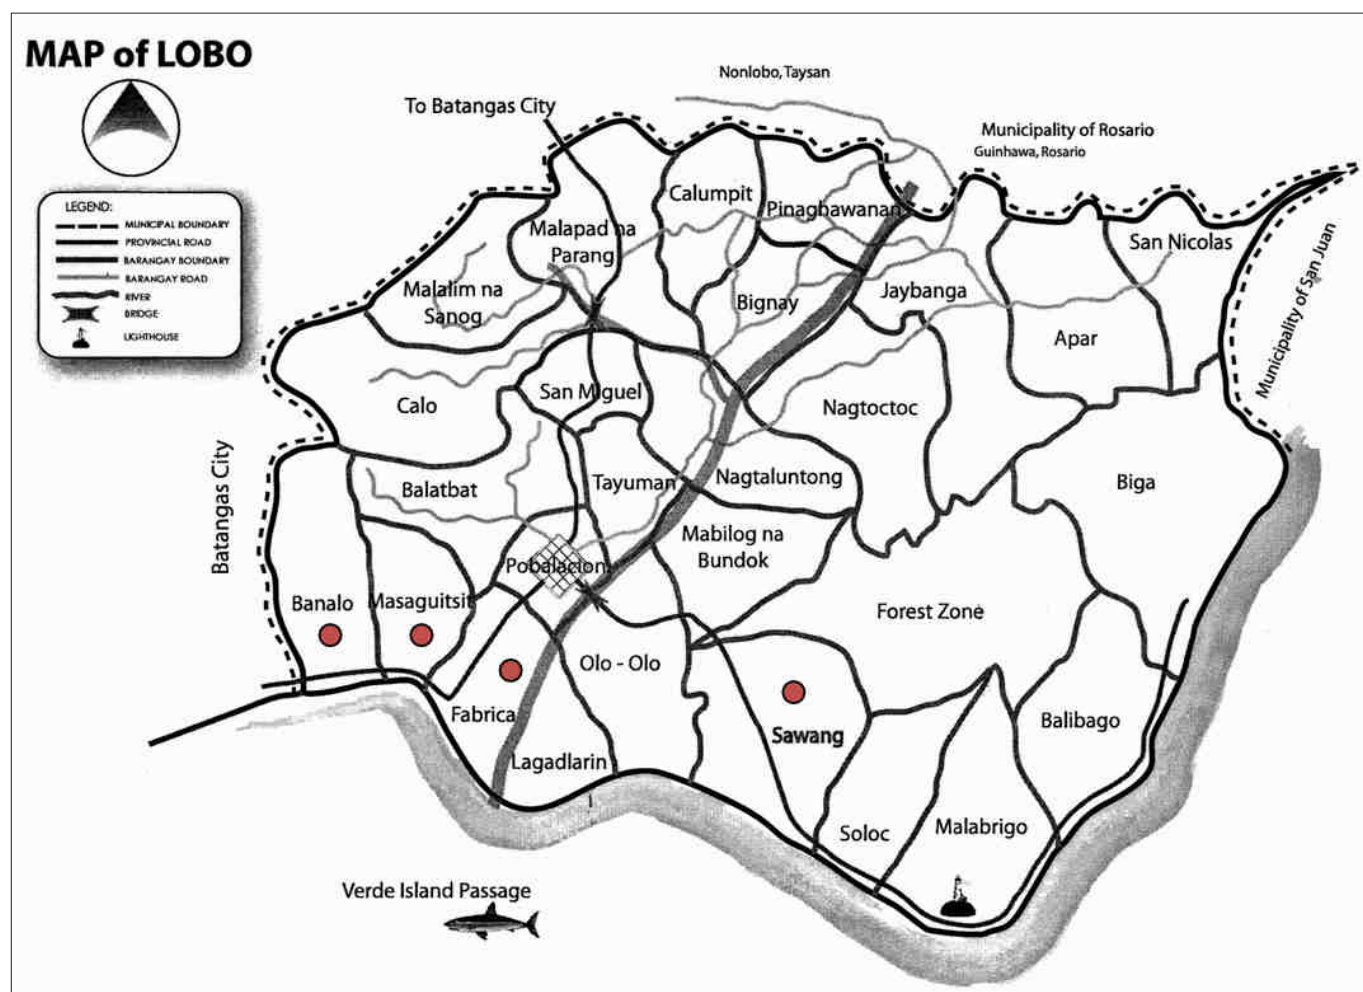 MAP of LOBO
Nonlobo, Taysan
To Batangas City
Municipality of Rosario
Guinhawa, Rosario
LEGEND:
MUNICIPAL BOUNDARY
PROVINCIAL ROAD
BARANGAY BOUNDARY
BARANGAY ROAD
RIVER
BRIDGE
LIGHTHOUSE
Calumpit
Pinagbawanan
Malapad na
Parang
San Nicolas
Municipality of San Juan
Malalim na
Sanog
Bignay
Jaybanga
Apar
Calo
San Miguel
Nagtoctoc
Batangas City
Balatbat
Tayuman
Nagtaluntong
Biga
Mabilog na
Bundok
Pobalacion
Banalo
Masaguitsit
Forest Zone
Olo - Olo
Fabrica
Sawang
Balibago
Lagadlarin
Soloc
Malabrigo
Verde Island Passage